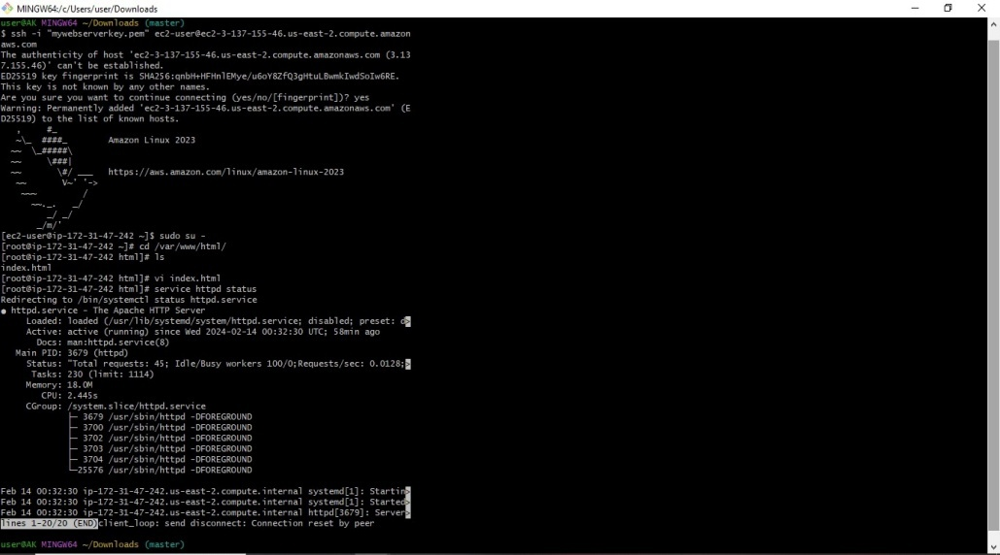 MINGW64:/c/Users/user/Downloads
user@AK MINGW64 ~/Downloads (master)
$ ssh -i "mywebserverkey.pem" ec2-user@ec2-3-137-155-46.us-east-2.compute.amazon
aws.com
The authenticity of host 'ec2-3-137-155-46.us-east-2.compute.amazonaws.com (3.13
7.155.46)' can't be established.
ED25519 key fingerprint is SHA256:qnbH+HFHnlEMye/u6oY8ZfQ3gHtuLBwmkIwdSoIw6RE.
This key is not known by any other names.
Are you sure you want to continue connecting (yes/no/[fingerprint])? yes
Warning: Permanently added 'ec2-3-137-155-46.us-east-2.compute.amazonaws.com' (E
D25519) to the list of known hosts.
   ,     #_
   ~\_  ####_        Amazon Linux 2023
  ~~  \_#####\
  ~~     \###|
  ~~       \#/ ___   https://aws.amazon.com/linux/amazon-linux-2023
   ~~       V~' '->
    ~~~         /
      ~~._.   _/
         _/ _/
       _/m/'
[ec2-user@ip-172-31-47-242 ~]$ sudo su -
[root@ip-172-31-47-242 ~]# cd /var/www/html/
[root@ip-172-31-47-242 html]# ls
index.html
[root@ip-172-31-47-242 html]# vi index.html
[root@ip-172-31-47-242 html]# service httpd status
Redirecting to /bin/systemctl status httpd.service
● httpd.service - The Apache HTTP Server
     Loaded: loaded (/usr/lib/systemd/system/httpd.service; disabled; preset: d>
     Active: active (running) since Wed 2024-02-14 00:32:30 UTC; 58min ago
       Docs: man:httpd.service(8)
   Main PID: 3679 (httpd)
     Status: "Total requests: 45; Idle/Busy workers 100/0;Requests/sec: 0.0128;>
      Tasks: 230 (limit: 1114)
     Memory: 18.0M
        CPU: 2.445s
     CGroup: /system.slice/httpd.service
             ├─ 3679 /usr/sbin/httpd -DFOREGROUND
             ├─ 3700 /usr/sbin/httpd -DFOREGROUND
             ├─ 3702 /usr/sbin/httpd -DFOREGROUND
             ├─ 3703 /usr/sbin/httpd -DFOREGROUND
             ├─ 3704 /usr/sbin/httpd -DFOREGROUND
             └─25576 /usr/sbin/httpd -DFOREGROUND
Feb 14 00:32:30 ip-172-31-47-242.us-east-2.compute.internal systemd[1]: Startin>
Feb 14 00:32:30 ip-172-31-47-242.us-east-2.compute.internal systemd[1]: Started>
Feb 14 00:32:30 ip-172-31-47-242.us-east-2.compute.internal httpd[3679]: Server>
lines 1-20/20 (END)client_loop: send disconnect: Connection reset by peer
user@AK MINGW64 ~/Downloads (master)